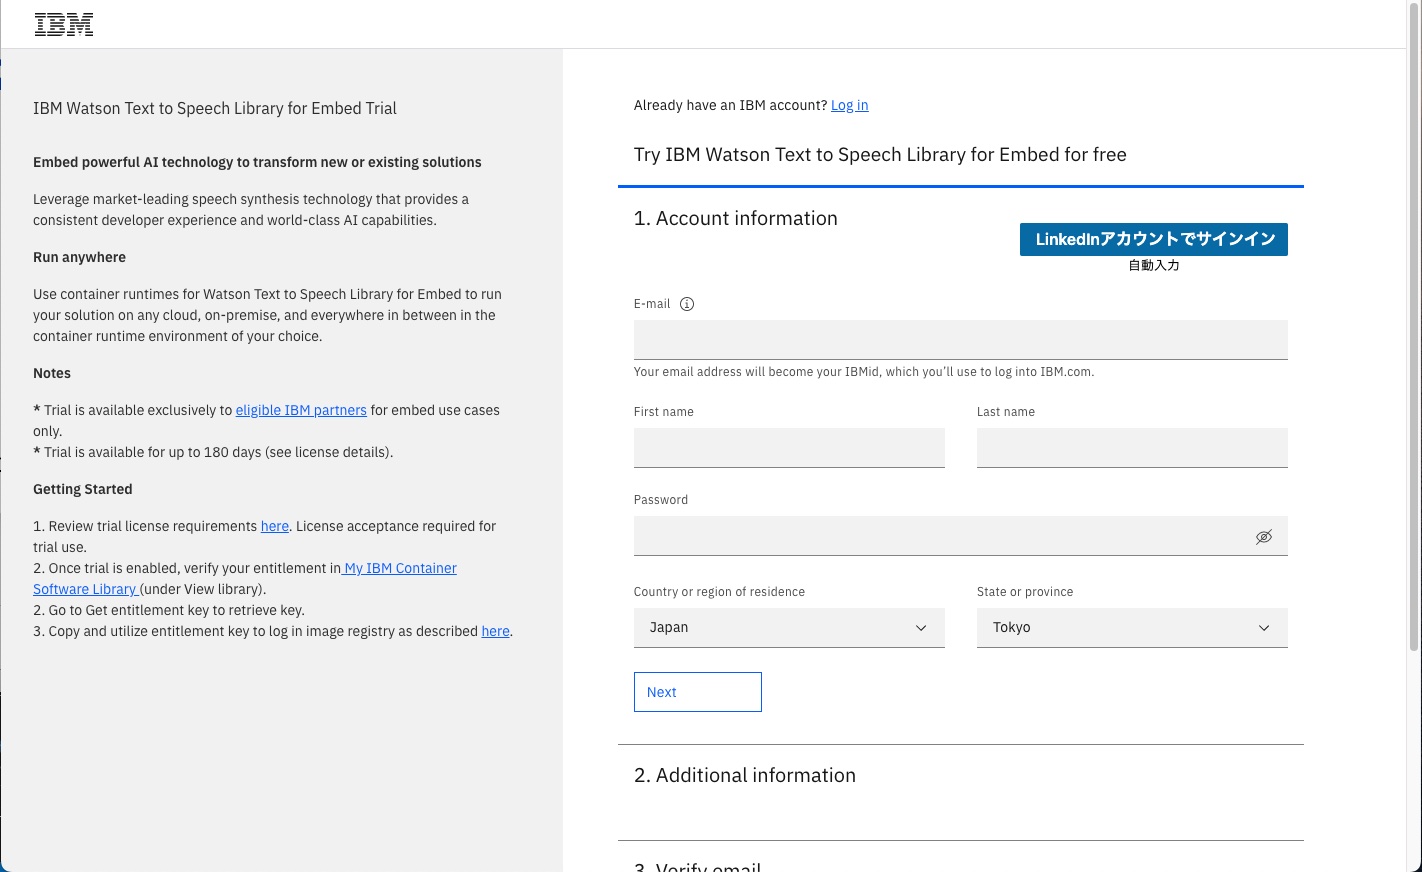 IBM
IBM Watson Text to Speech Library for Embed Trial
Embed powerful AI technology to transform new or existing solutions
Leverage market-leading speech synthesis technology that provides a
consistent developer experience and world-class AI capabilities.
Run anywhere
Use container runtimes for Watson Text to Speech Library for Embed to run
your solution on any cloud, on-premise, and everywhere in between in the
container runtime environment of your choice.
Notes
* Trial is available exclusively to eligible IBM partners for embed use cases
only.
* Trial is available for up to 180 days (see license details).
Getting Started
1. Review trial license requirements here. License acceptance required for
trial use.
2. Once trial is enabled, verify your entitlement in My IBM Container
Software Library (under View library).
2. Go to Get entitlement key to retrieve key.
3. Copy and utilize entitlement key to log in image registry as described here.
Already have an IBM account? Log in
Try IBM Watson Text to Speech Library for Embed for free
1. Account information
LinkedInアカウントでサインイン
自動入力
E-mail
Your email address will become your IBMid, which you’ll use to log into IBM.com.
First name
Last name
Password
Country or region of residence
State or province
Japan
Tokyo
Next
2. Additional information
3. Verify email